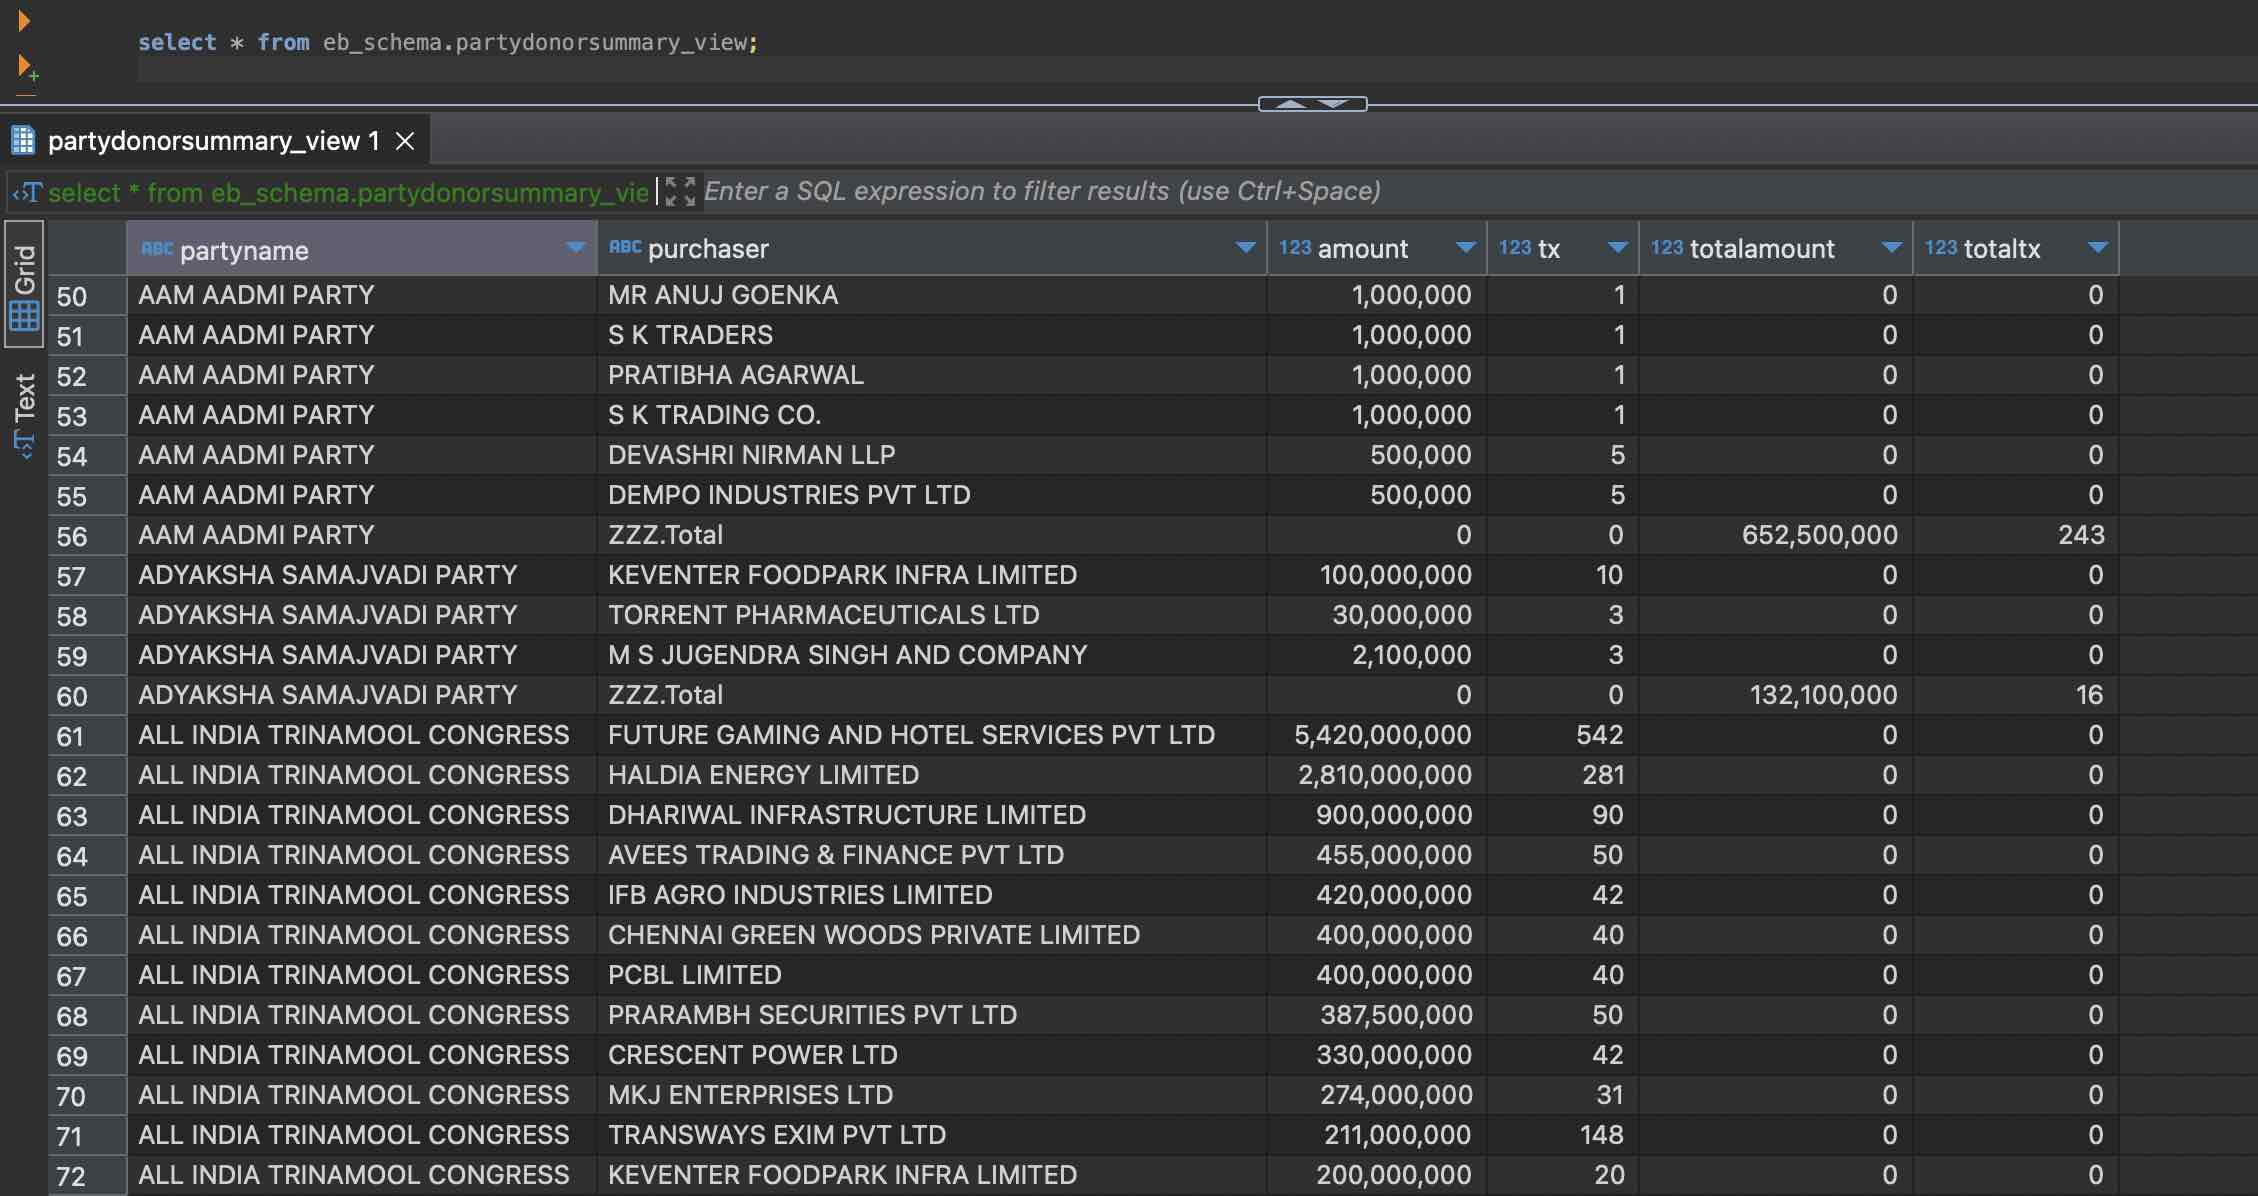 select * from eb_schema.partydonorsummary_view;
partydonorsummary_view 1
select * from eb_schema.partydonorsummary_vie Enter a SQL expression to filter results (use Ctrl+Space)
Grid
Text
ABC partyname ABC purchaser 123 amount 123 tx 123 totalamount 123 totaltx
50 AAM AADMI PARTY MR ANUJ GOENKA 1,000,000 1 0 0
51 AAM AADMI PARTY S K TRADERS 1,000,000 1 0 0
52 AAM AADMI PARTY PRATIBHA AGARWAL 1,000,000 1 0 0
53 AAM AADMI PARTY S K TRADING CO. 1,000,000 1 0 0
54 AAM AADMI PARTY DEVASHRI NIRMAN LLP 500,000 5 0 0
55 AAM AADMI PARTY DEMPO INDUSTRIES PVT LTD 500,000 5 0 0
56 AAM AADMI PARTY ZZZ.Total 0 0 652,500,000 243
57 ADYAKSHA SAMAJVADI PARTY KEVENTER FOODPARK INFRA LIMITED 100,000,000 10 0 0
58 ADYAKSHA SAMAJVADI PARTY TORRENT PHARMACEUTICALS LTD 30,000,000 3 0 0
59 ADYAKSHA SAMAJVADI PARTY M S JUGENDRA SINGH AND COMPANY 2,100,000 3 0 0
60 ADYAKSHA SAMAJVADI PARTY ZZZ.Total 0 0 132,100,000 16
61 ALL INDIA TRINAMOOL CONGRESS FUTURE GAMING AND HOTEL SERVICES PVT LTD 5,420,000,000 542 0 0
62 ALL INDIA TRINAMOOL CONGRESS HALDIA ENERGY LIMITED 2,810,000,000 281 0 0
63 ALL INDIA TRINAMOOL CONGRESS DHARIWAL INFRASTRUCTURE LIMITED 900,000,000 90 0 0
64 ALL INDIA TRINAMOOL CONGRESS AVEES TRADING & FINANCE PVT LTD 455,000,000 50 0 0
65 ALL INDIA TRINAMOOL CONGRESS IFB AGRO INDUSTRIES LIMITED 420,000,000 42 0 0
66 ALL INDIA TRINAMOOL CONGRESS CHENNAI GREEN WOODS PRIVATE LIMITED 400,000,000 40 0 0
67 ALL INDIA TRINAMOOL CONGRESS PCBL LIMITED 400,000,000 40 0 0
68 ALL INDIA TRINAMOOL CONGRESS PRARAMBH SECURITIES PVT LTD 387,500,000 50 0 0
69 ALL INDIA TRINAMOOL CONGRESS CRESCENT POWER LTD 330,000,000 42 0 0
70 ALL INDIA TRINAMOOL CONGRESS MKJ ENTERPRISES LTD 274,000,000 31 0 0
71 ALL INDIA TRINAMOOL CONGRESS TRANSWAYS EXIM PVT LTD 211,000,000 148 0 0
72 ALL INDIA TRINAMOOL CONGRESS KEVENTER FOODPARK INFRA LIMITED 200,000,000 20 0 0